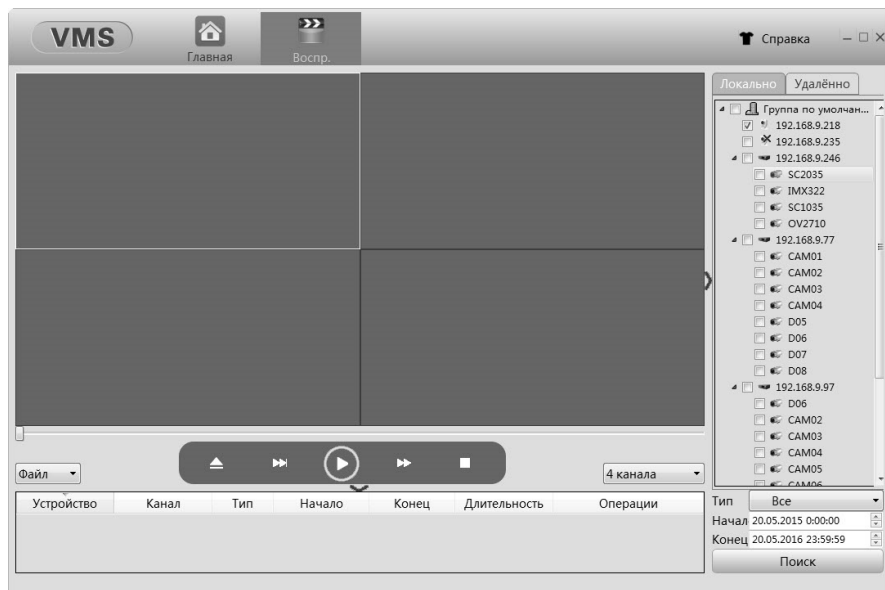 VMS
Главная
Воспр.
Справка
Локально
Удалённо
Группа по умолчан...
192.168.9.218
192.168.9.235
192.168.9.246
SC2035
IMX322
SC1035
OV2710
192.168.9.77
CAM01
CAM02
CAM03
CAM04
D05
D06
D07
D08
192.168.9.97
D06
CAM02
CAM03
CAM04
CAM05
CAM06
Файл
4 канала
Устройство Канал Тип Начало Конец Длительность Операции
Тип Все
Начал 20.05.2015 0:00:00
Конец 20.05.2016 23:59:59
Поиск